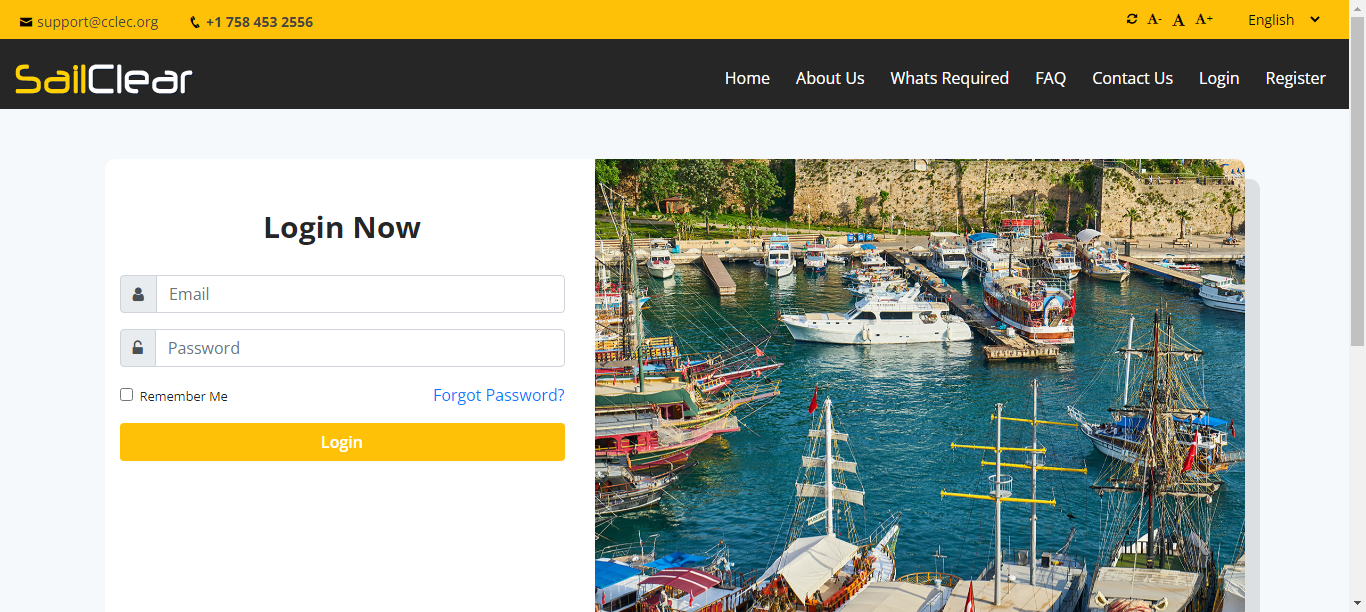 support@cclec.org +1 758 453 2556 A- A A+ English
SailClear Home About Us Whats Required FAQ Contact Us Login Register
Login Now
Email
Password
Remember Me Forgot Password?
Login